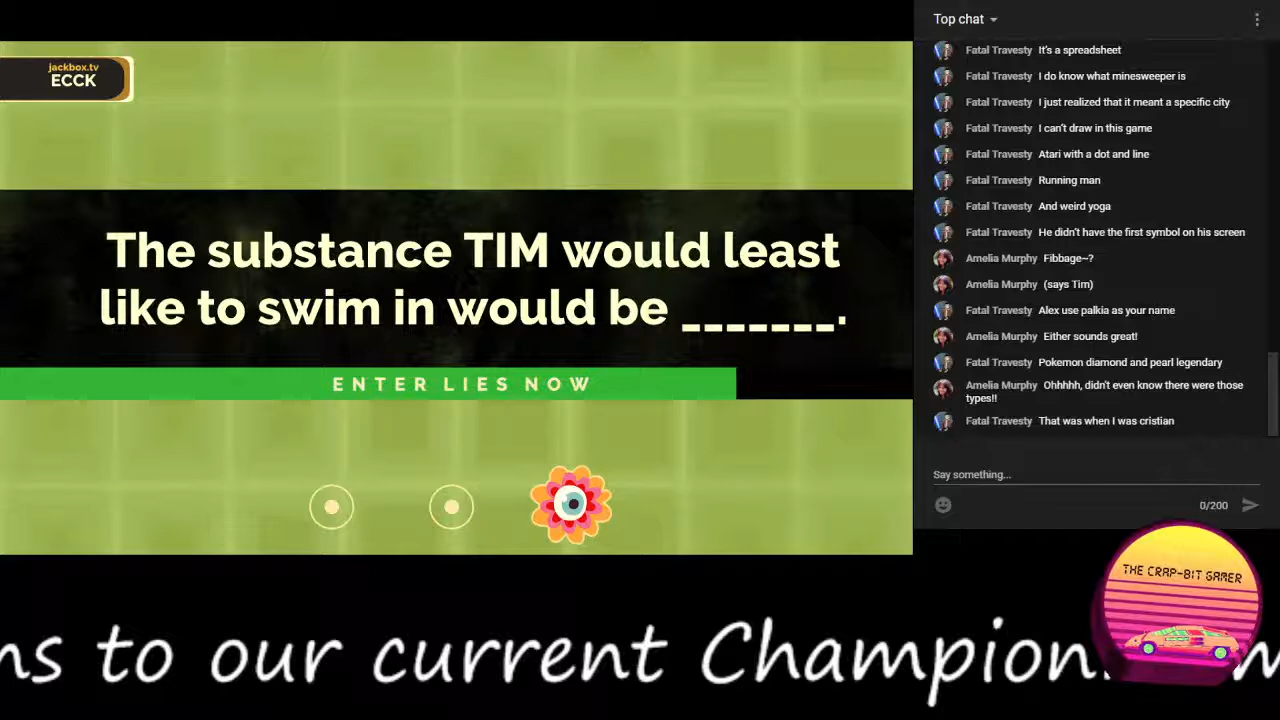 jackbox.tv
ECCK
The substance TIM would least
like to swim in would be _______.
ENTER LIES NOW
Top chat
Fatal Travesty It's a spreadsheet
Fatal Travesty I do know what minesweeper is
Fatal Travesty I just realized that it meant a specific city
Fatal Travesty I can't draw in this game
Fatal Travesty Atari with a dot and line
Fatal Travesty Running man
Fatal Travesty And weird yoga
Fatal Travesty He didn't have the first symbol on his screen
Amelia Murphy Fibbage~?
Amelia Murphy (says Tim)
Fatal Travesty Alex use palkia as your name
Amelia Murphy Either sounds great!
Fatal Travesty Pokemon diamond and pearl legendary
Amelia Murphy Ohhhhh, didn't even know there were those
types!!
Fatal Travesty That was when I was cristian
Say something...
0/200
THE CRAP-BIT GAMER
ns to our current Champion